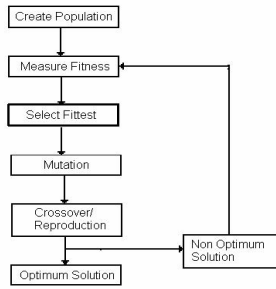 Create Population
Measure Fitness
Select Fittest
Mutation
Crossover/
Reproduction
Non Optimum
Solution
Optimum Solution